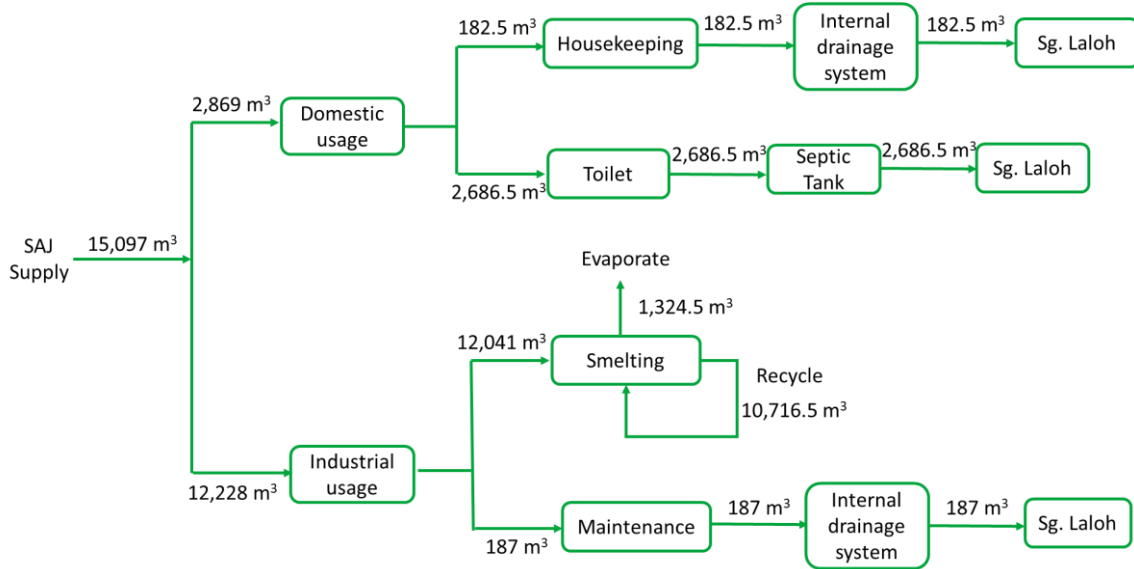 182.5 m³
Housekeeping
182.5 m³
Internal
drainage
system
182.5 m³
Sg. Laloh
2,869 m³
Domestic
usage
2,686.5 m³
Toilet
2,686.5 m³
Septic
Tank
2,686.5 m³
Sg. Laloh
SAJ
Supply
15,097 m³
Evaporate
1,324.5 m³
12,041 m³
Smelting
Recycle
10,716.5 m³
12,228 m³
Industrial
usage
187 m³
Maintenance
187 m³
Internal
drainage
system
187 m³
Sg. Laloh